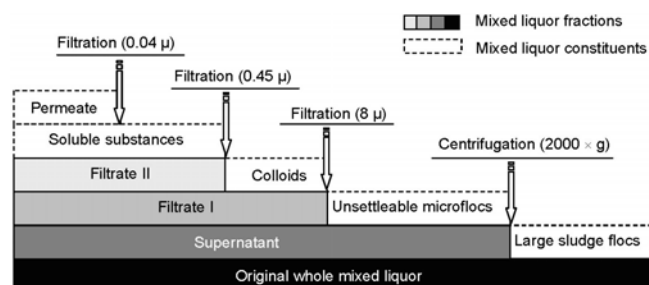 Mixed liquor fractions
Mixed liquor constituents
Filtration (0.04 μ)
Filtration (0.45 μ)
Filtration (8 μ)
Centrifugation (2000 × g)
Permeate
Soluble substances
Filtrate II
Colloids
Filtrate I
Unsettleable microflocs
Supernatant
Large sludge flocs
Original whole mixed liquor